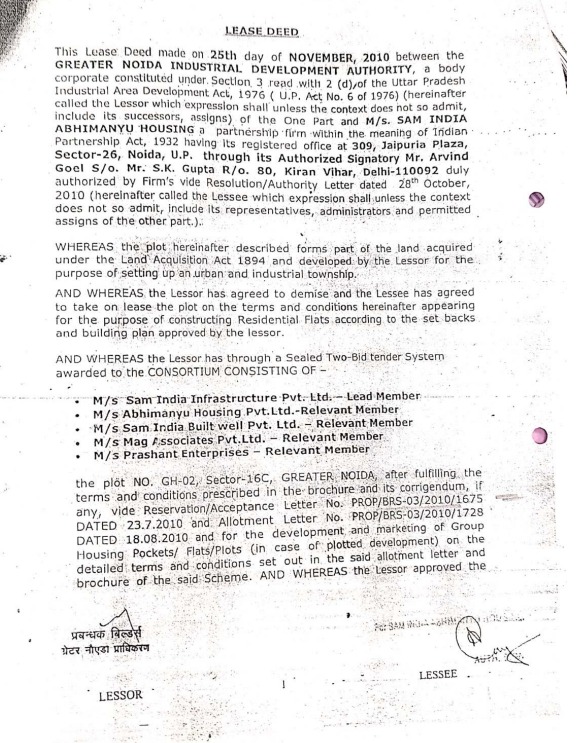 LEASE DEED
This Lease Deed made on 25th day of NOVEMBER, 2010 between the
GREATER NOIDA INDUSTRIAL DEVELOPMENT AUTHORITY, a body
corporate constituted under Section 3 read with 2 (d) of the Uttar Pradesh
Industrial Area Development Act, 1976 ( U.P. Act No. 6 of 1976) (hereinafter
called the Lessor which expression shall unless the context does not so admit,
include its successors, assigns) of the One Part and M/s. SAM INDIA
ABHIMANYU HOUSING a partnership firm within the meaning of Indian
Partnership Act, 1932 having its registered office at 309, Jaipuria Plaza,
Sector-26, Noida, U.P. through its Authorized Signatory Mr. Arvind
Goel S/o. Mr. S.K. Gupta R/o. 80, Kiran Vihar, Delhi-110092 duly
authorized by Firm's vide Resolution/Authority Letter dated 28th October,
2010 (hereinafter called the Lessee which expression shall unless the context
does not so admit, include its representatives, administrators and permitted
assigns of the other part.).
WHEREAS the plot hereinafter described forms part of the land acquired
under the Land Acquisition Act 1894 and developed by the Lessor for the
purpose of setting up an urban and industrial township.
AND WHEREAS the Lessor has agreed to demise and the Lessee has agreed
to take on lease the plot on the terms and conditions hereinafter appearing
for the purpose of constructing Residential Flats according to the set backs
and building plan approved by the lessor.
AND WHEREAS the Lessor has through a Sealed Two-Bid tender System
awarded to the CONSORTIUM CONSISTING OF –
• M/s Sam India Infrastructure Pvt. Ltd. – Lead Member
• M/s Abhimanyu Housing Pvt.Ltd.-Relevant Member
• M/s Sam India Built well Pvt. Ltd. – Relevant Member
• M/s Mag Associates Pvt.Ltd. – Relevant Member
• M/s Prashant Enterprises – Relevant Member
the plot NO. GH-02, Sector-16C, GREATER NOIDA, after fulfilling the
terms and conditions prescribed in the brochure and its corrigendum, if
any, vide Reservation/Acceptance Letter No. PROP/BRS-03/2010/1675
DATED 23.7.2010 and Allotment Letter No. PROP/BRS-03/2010/1728
DATED 18.08.2010 and for the development and marketing of Group
Housing Pockets/ Flats/Plots (in case of plotted development) on the
detailed terms and conditions set out in the said allotment letter and
brochure of the said Scheme. AND WHEREAS the Lessor approved the
प्रबन्धक बिल्डर्स
ग्रेटर नौएडा प्राधिकरण
For SAM INDIA
LESSOR
1
LESSEE